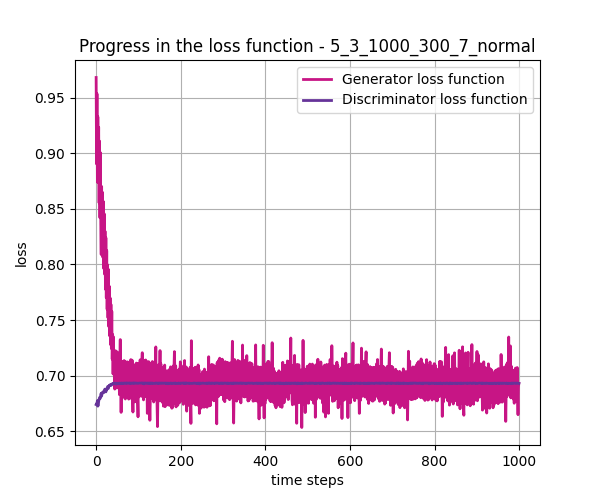 Progress in the loss function - 5_3_1000_300_7_normal
Generator loss function
Discriminator loss function
0.95
0.90
0.85
0.80
0.75
0.70
0.65
loss
0 200 400 600 800 1000
time steps